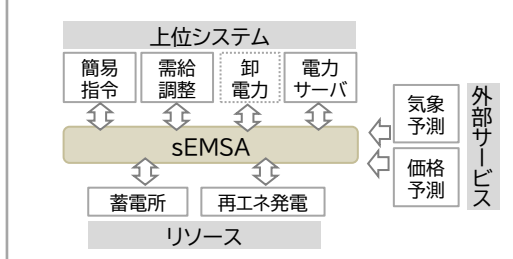 上位システム
簡易
指令
需給
調整
卸
電力
電力
サーバ
sEMSA
気象
予測
価格
予測
外部サービス
蓄電所
再エネ発電
リソース